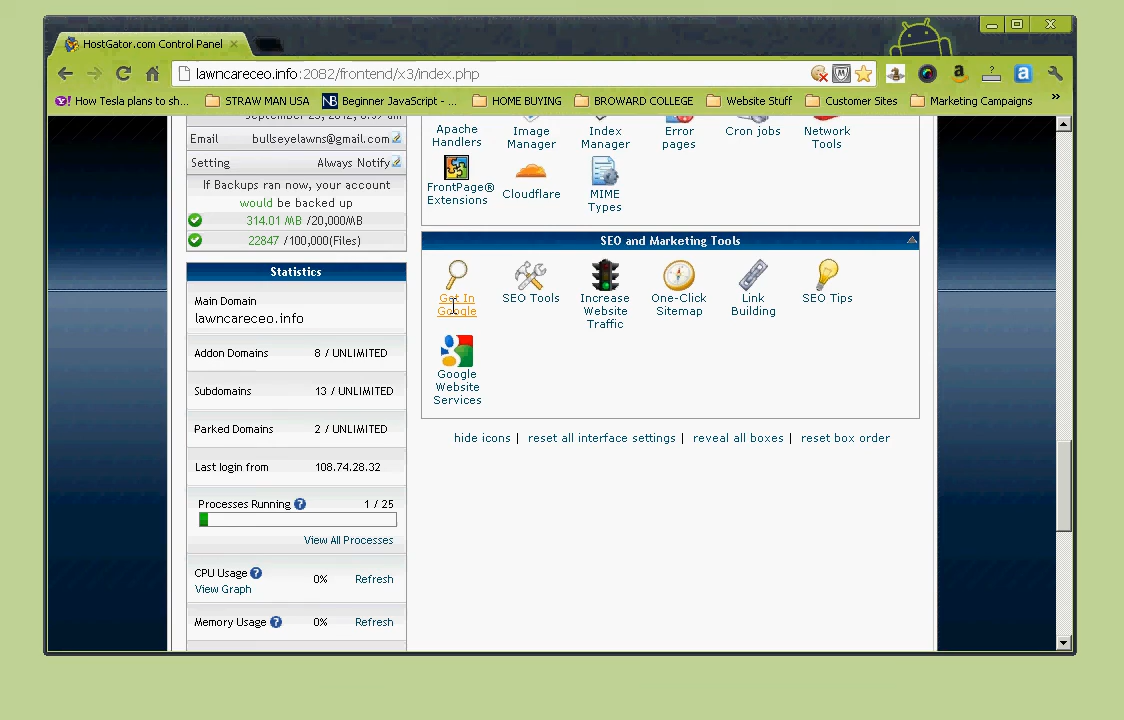 HostGator.com Control Panel
lawncareceo.info:2082/frontend/x3/index.php
How Tesla plans to sh...
STRAW MAN USA
Beginner JavaScript - ...
HOME BUYING
BROWARD COLLEGE
Website Stuff
Customer Sites
Marketing Campaigns
»
Email bullseyelawns@gmail.com
Setting Always Notify
If Backups ran now, your account
would be backed up
314.01 MB /20,000MB
22847 /100,000(Files)
Statistics
Main Domain
lawncareceo.info
Addon Domains 8 / UNLIMITED
Subdomains 13 / UNLIMITED
Parked Domains 2 / UNLIMITED
Last login from 108.74.28.32
Processes Running 1 / 25
View All Processes
CPU Usage 0% Refresh
View Graph
Memory Usage 0% Refresh
Apache
Handlers
Image
Manager
Index
Manager
Error
pages
Cron jobs
Network
Tools
FrontPage®
Extensions
Cloudflare
MIME
Types
SEO and Marketing Tools
Get In
Google
SEO Tools
Increase
Website
Traffic
One-Click
Sitemap
Link
Building
SEO Tips
Google
Website
Services
hide icons | reset all interface settings | reveal all boxes | reset box order